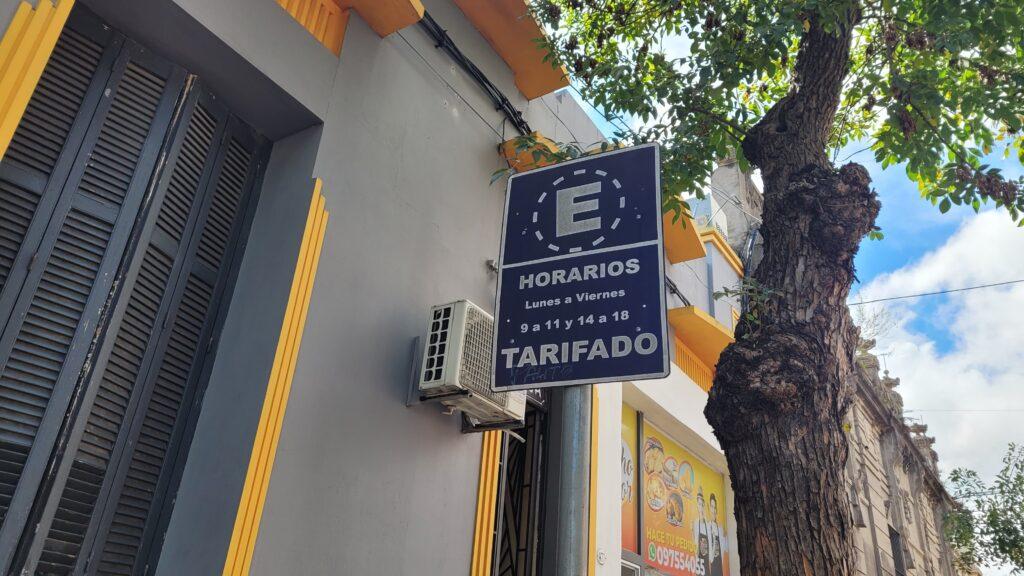 E
HORARIOS
Lunes a Viernes
9 a 11 y 14 a 18
TARIFADO
HACE TU PEDIDO
097554055